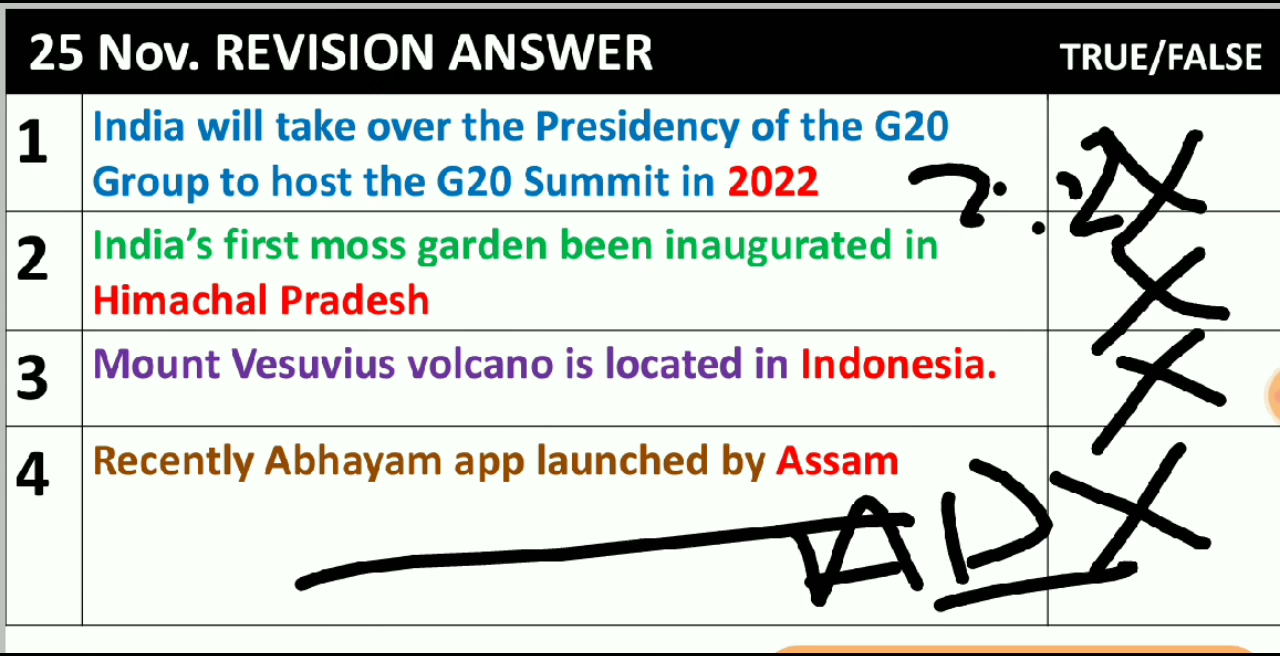 25 Nov. REVISION ANSWER TRUE/FALSE
1 India will take over the Presidency of the G20
Group to host the G20 Summit in 2022
2 India's first moss garden been inaugurated in
Himachal Pradesh
3 Mount Vesuvius volcano is located in Indonesia.
4 Recently Abhayam app launched by Assam